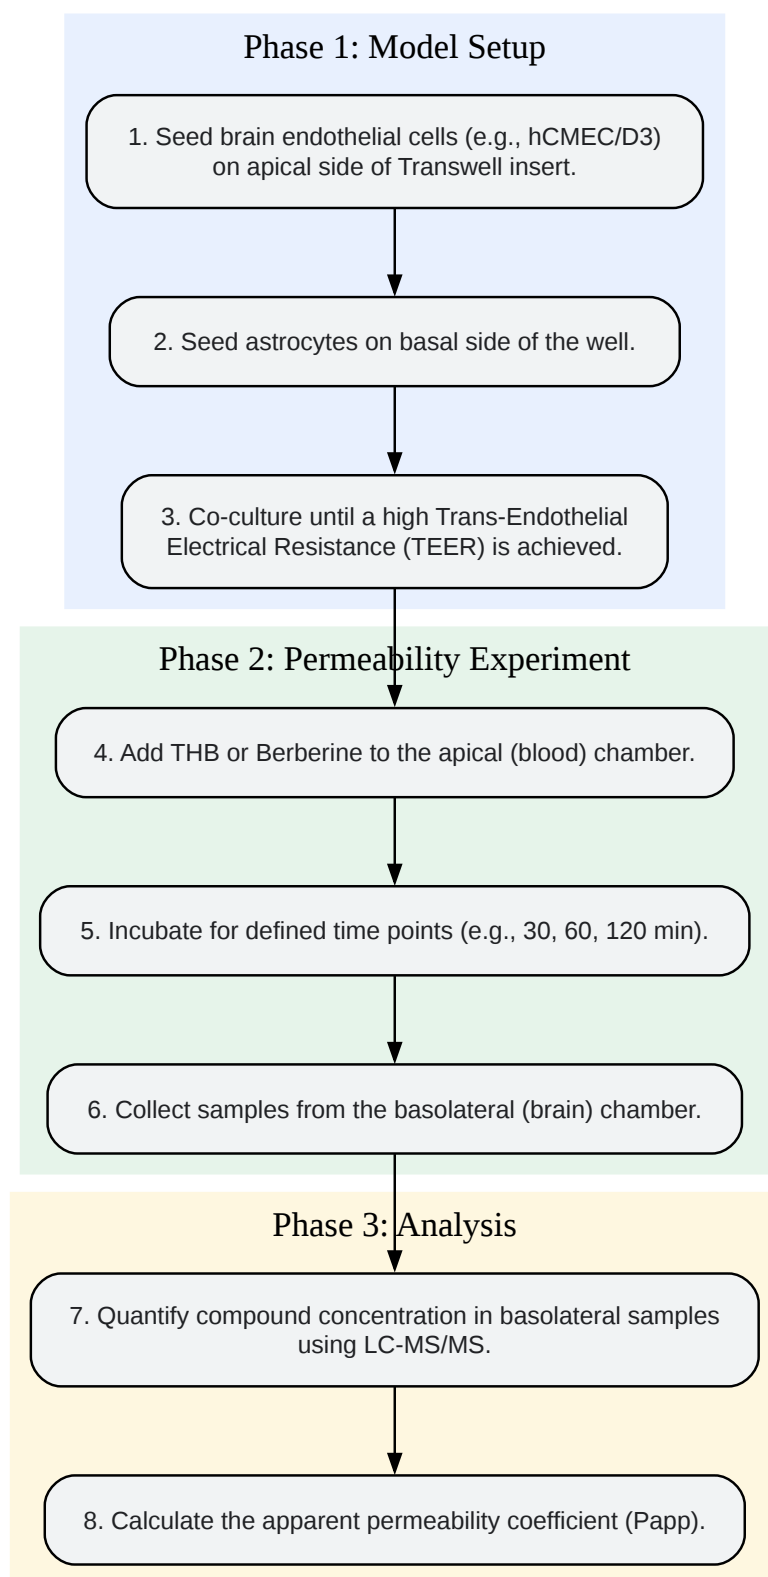 Phase 1: Model Setup
1. Seed brain endothelial cells (e.g., hCMEC/D3)
on apical side of Transwell insert.
2. Seed astrocytes on basal side of the well.
3. Co-culture until a high Trans-Endothelial
Electrical Resistance (TEER) is achieved.
Phase 2: Permeability Experiment
4. Add THB or Berberine to the apical (blood) chamber.
5. Incubate for defined time points (e.g., 30, 60, 120 min).
6. Collect samples from the basolateral (brain) chamber.
Phase 3: Analysis
7. Quantify compound concentration in basolateral samples
using LC-MS/MS.
8. Calculate the apparent permeability coefficient (Papp).